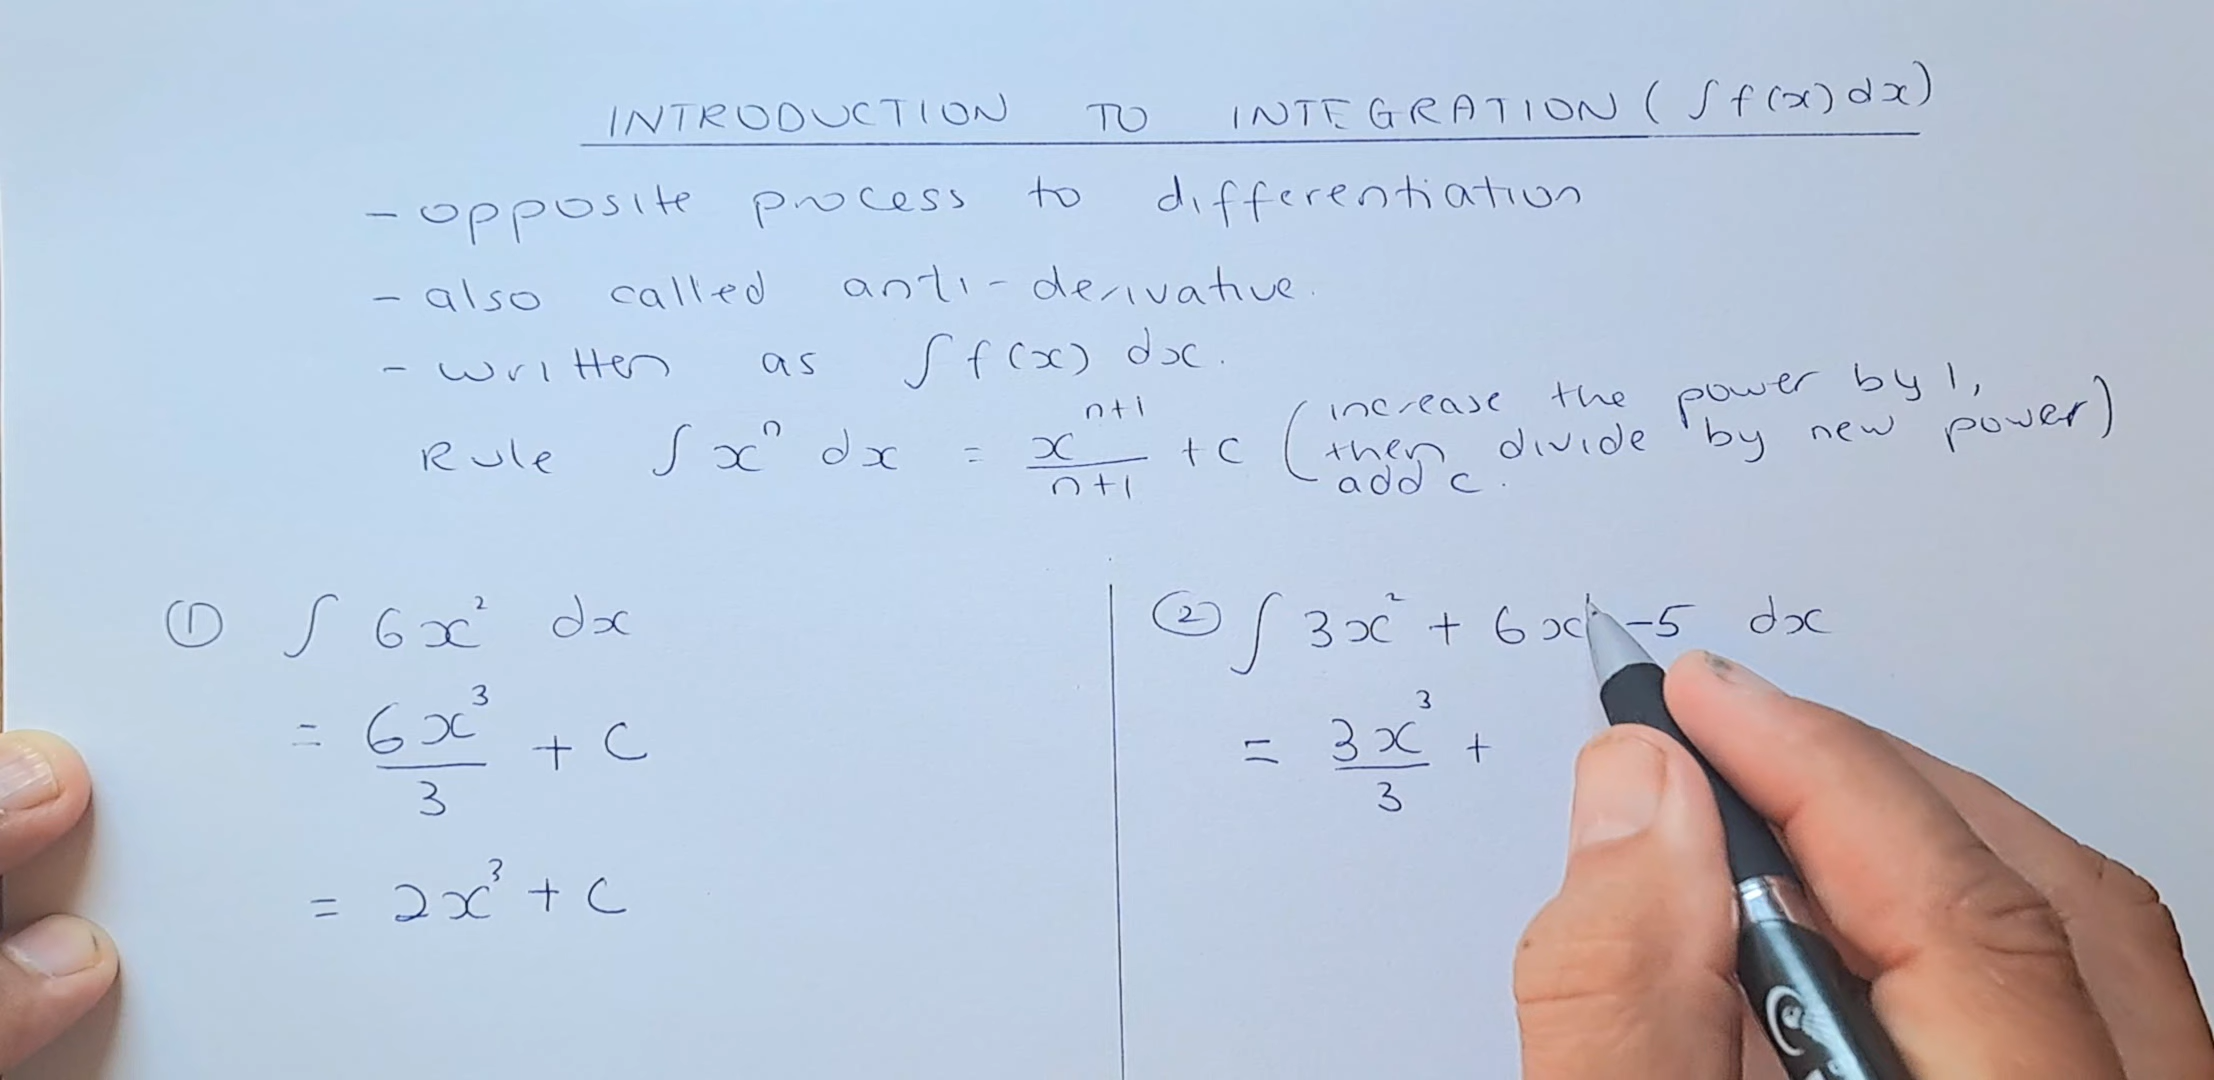 INTRODUCTION TO INTEGRATION (∫f(x)dx)
- opposite process to differentiation
- also called anti-derivative.
- written as ∫f(x) dx.
Rule ∫xⁿ dx = xⁿ⁺¹/n+1 + C (increase the power by 1,
then divide by new power)
add c.
① ∫ 6x² dx
= 6x³/3 + C
= 2x³ + C
② ∫ 3x² + 6x¹ -5 dx
= 3x³/3 +